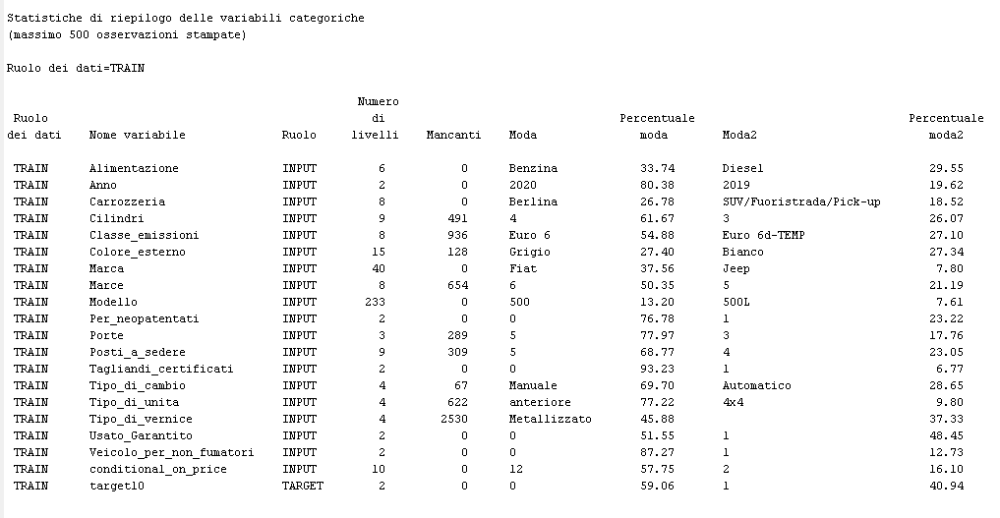 Statistiche di riepilogo delle variabili categoriche
(massimo 500 osservazioni stampate)
Ruolo dei dati=TRAIN
Numero
Ruolo di Percentuale Percentuale
dei dati Nome variabile Ruolo livelli Mancanti Moda moda Moda2 moda2
TRAIN Alimentazione INPUT 6 0 Benzina 33.74 Diesel 29.55
TRAIN Anno INPUT 2 0 2020 80.38 2019 19.62
TRAIN Carrozzeria INPUT 8 0 Berlina 26.78 SUV/Fuoristrada/Pick-up 18.52
TRAIN Cilindri INPUT 9 491 4 61.67 3 26.07
TRAIN Classe_emissioni INPUT 8 936 Euro 6 54.88 Euro 6d-TEMP 27.10
TRAIN Colore_esterno INPUT 15 128 Grigio 27.40 Bianco 27.34
TRAIN Marca INPUT 40 0 Fiat 37.56 Jeep 7.80
TRAIN Marce INPUT 8 654 6 50.35 5 21.19
TRAIN Modello INPUT 233 0 500 13.20 500L 7.61
TRAIN Per_neopatentati INPUT 2 0 0 76.78 1 23.22
TRAIN Porte INPUT 3 289 5 77.97 3 17.76
TRAIN Posti_a_sedere INPUT 9 309 5 68.77 4 23.05
TRAIN Tagliandi_certificati INPUT 2 0 0 93.23 1 6.77
TRAIN Tipo_di_cambio INPUT 4 67 Manuale 69.70 Automatico 28.65
TRAIN Tipo_di_unita INPUT 4 622 anteriore 77.22 4x4 9.80
TRAIN Tipo_di_vernice INPUT 4 2530 Metallizzato 45.88 37.33
TRAIN Usato_Garantito INPUT 2 0 0 51.55 1 48.45
TRAIN Veicolo_per_non_fumatori INPUT 2 0 0 87.27 1 12.73
TRAIN conditional_on_price INPUT 10 0 12 57.75 2 16.10
TRAIN target10 TARGET 2 0 0 59.06 1 40.94